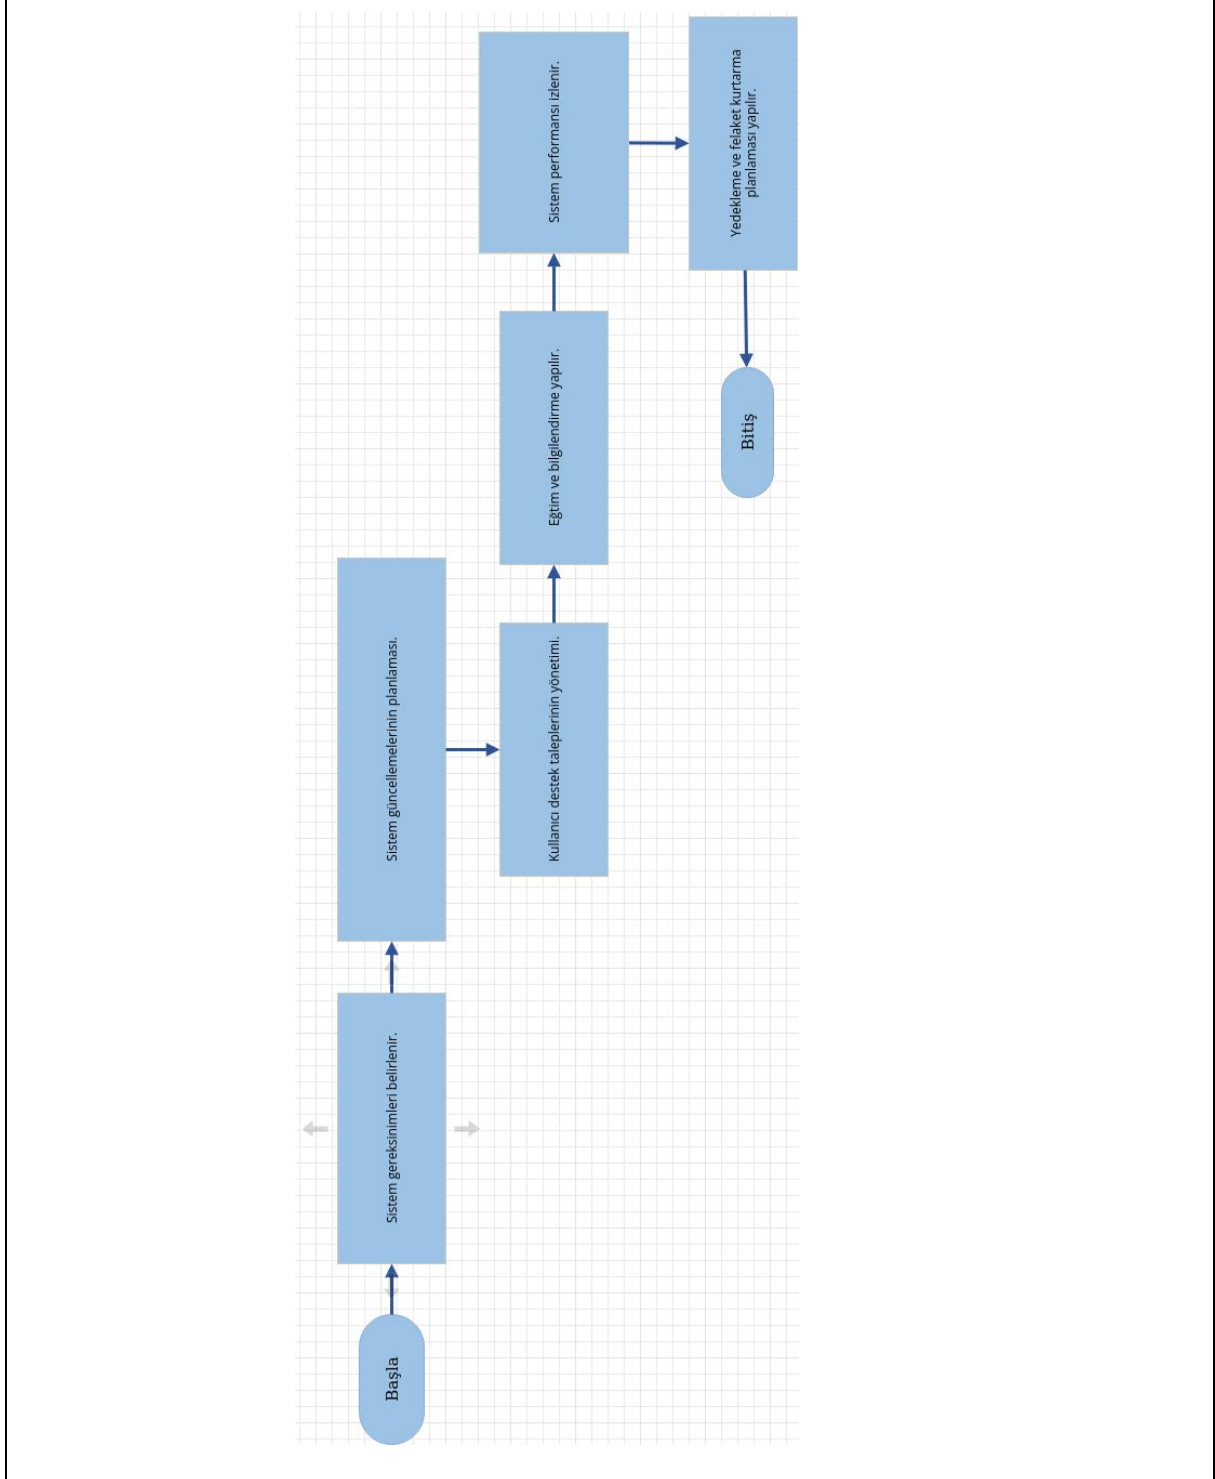 Başla
Sistem gereksinimleri belirlenir.
Sistem güncellemelerinin planlaması.
Kullanıcı destek taleplerinin yönetimi.
Eğtim ve bilgilendirme yapılır.
Sistem performansı izlenir.
Yedekleme ve felaket kurtarma
planlaması yapılır.
Bitiş